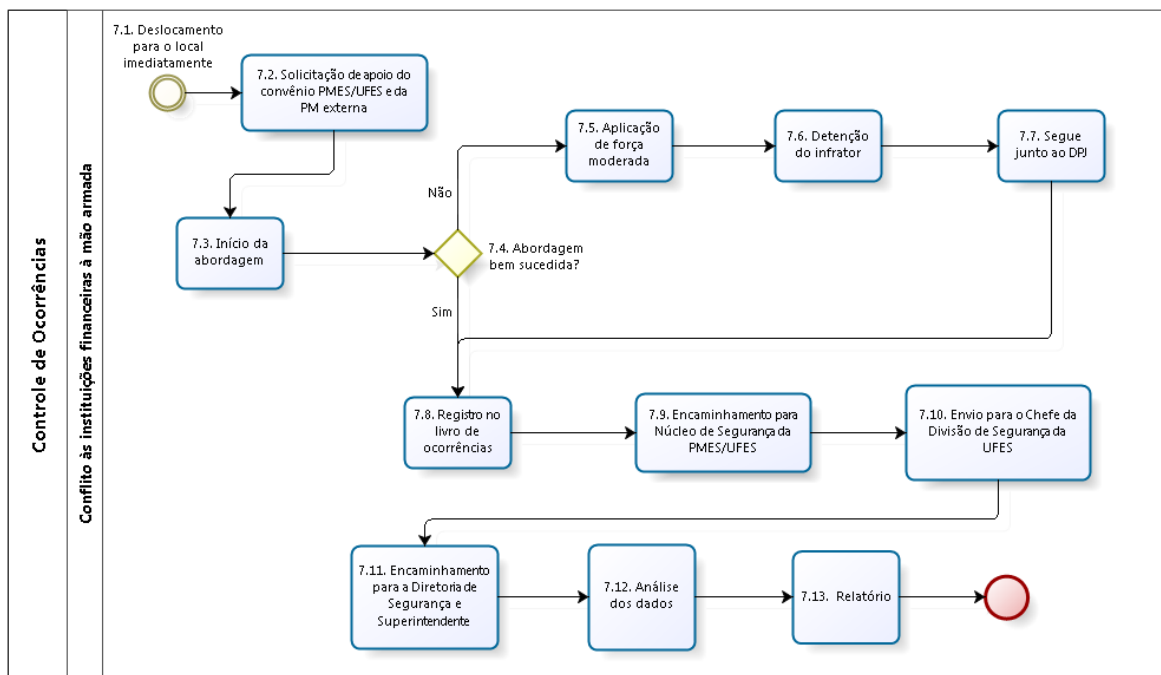 Controle de Ocorrências
Conflito às instituições financeiras à mão armada
7.1. Deslocamento
para o local
imediatamente
7.2. Solicitação de apoio do
convênio PMES/UFES e da
PM externa
7.3. Início da
abordagem
7.4. Abordagem
bem sucedida?
Não
Sim
7.5. Aplicação
de força
moderada
7.6. Detenção
do infrator
7.7. Segue
junto ao DPJ
7.8. Registro no
livro de
ocorrências
7.9. Encaminhamento para
Núcleo de Segurança da
PMES/UFES
7.10. Envio para o Chefe da
Divisão de Segurança da
UFES
7.11. Encaminhamento
para a Diretoria de
Segurança e
Superintendente
7.12. Análise
dos dados
7.13. Relatório